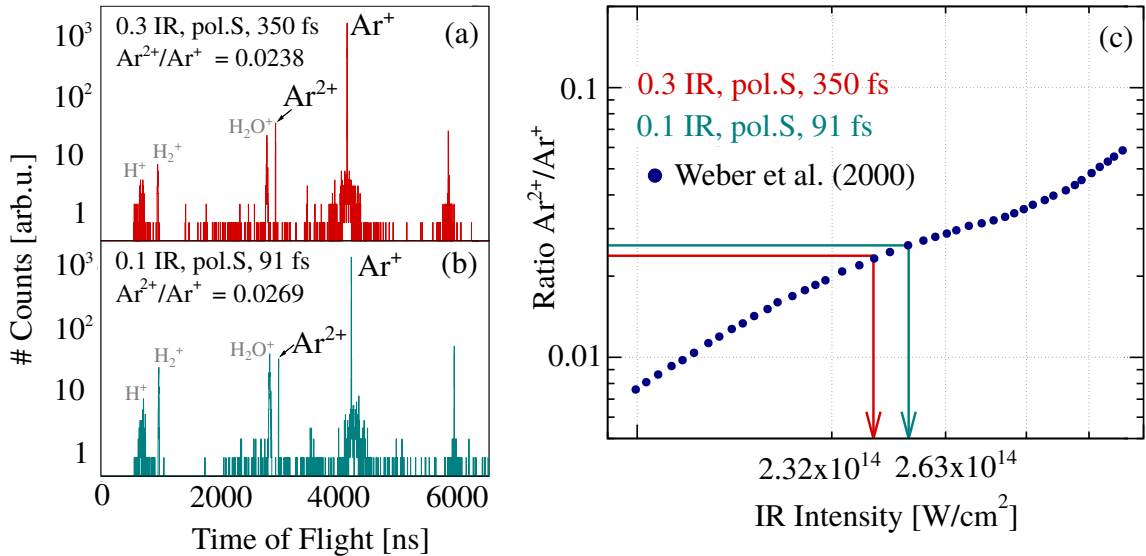 # Counts [arb.u.]
10³
10²
10
1
0.3 IR, pol.S, 350 fs
Ar²⁺/Ar⁺ = 0.0238
(a)
H⁺
H₂⁺
H₂O⁺
Ar²⁺
Ar⁺
10³
10²
10
1
0.1 IR, pol.S, 91 fs
Ar²⁺/Ar⁺ = 0.0269
(b)
H⁺
H₂⁺
H₂O⁺
Ar²⁺
Ar⁺
0
2000
4000
6000
Time of Flight [ns]
Ratio Ar²⁺/Ar⁺
0.1
0.01
(c)
0.3 IR, pol.S, 350 fs
0.1 IR, pol.S, 91 fs
Weber et al. (2000)
2.32x10¹⁴
2.63x10¹⁴
IR Intensity [W/cm²]